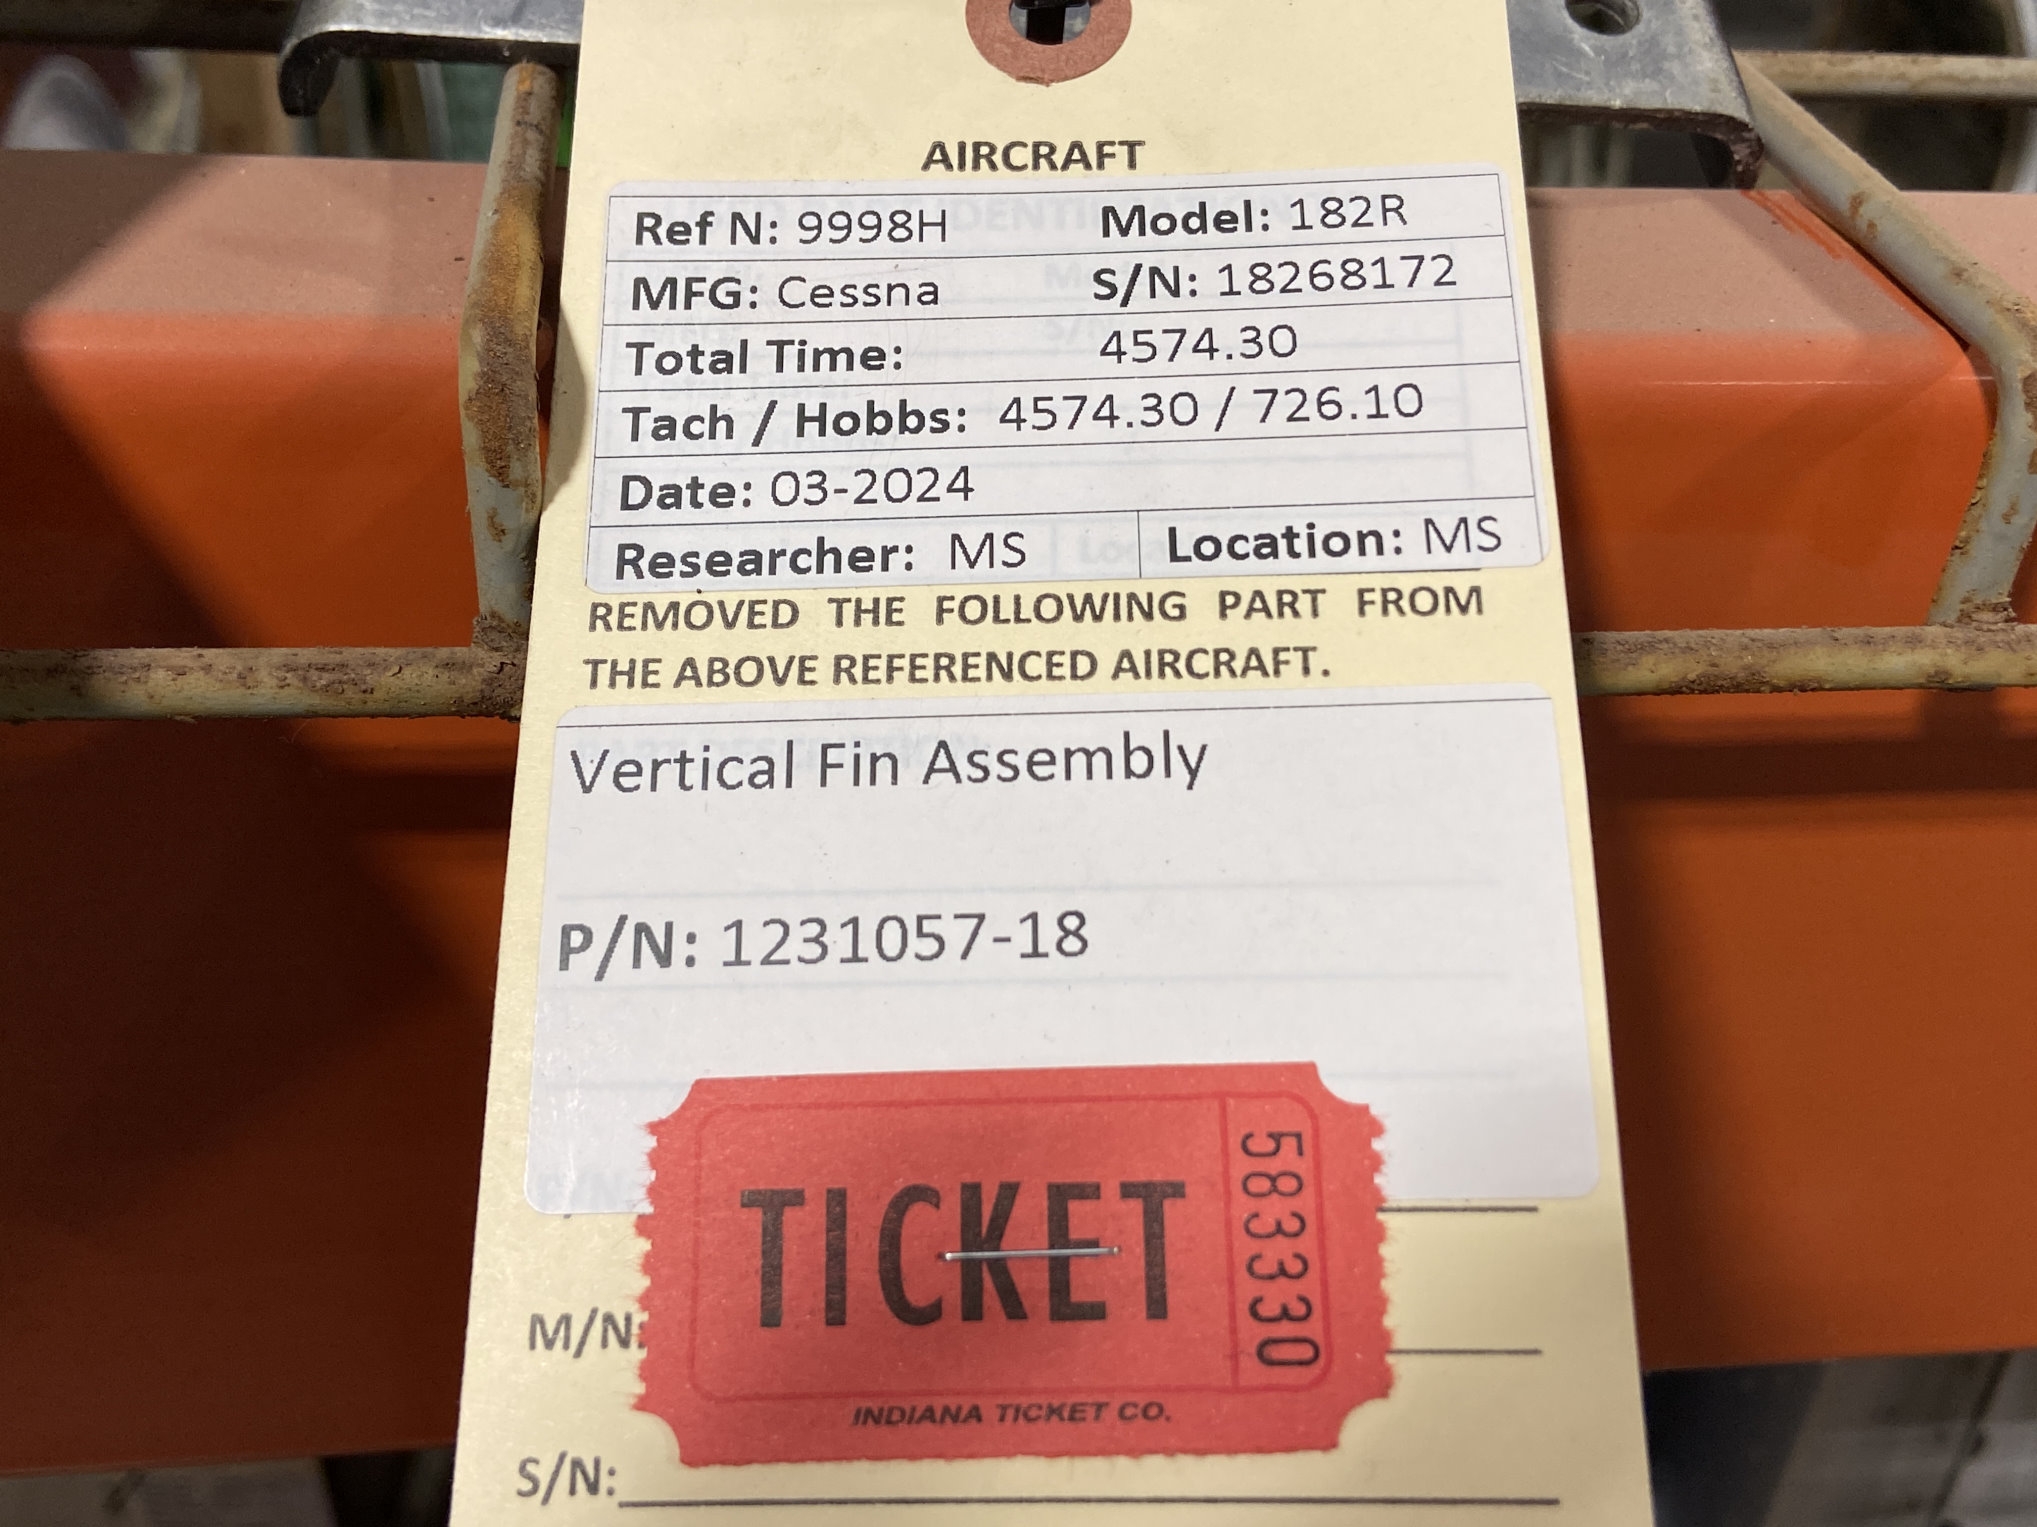 AIRCRAFT
Ref N: 9998H Model: 182R
MFG: Cessna S/N: 18268172
Total Time: 4574.30
Tach / Hobbs: 4574.30 / 726.10
Date: 03-2024
Researcher: MS Location: MS
REMOVED THE FOLLOWING PART FROM
THE ABOVE REFERENCED AIRCRAFT.
Vertical Fin Assembly
P/N: 1231057-18
TICKET
583330
INDIANA TICKET CO.
M/N:
S/N: